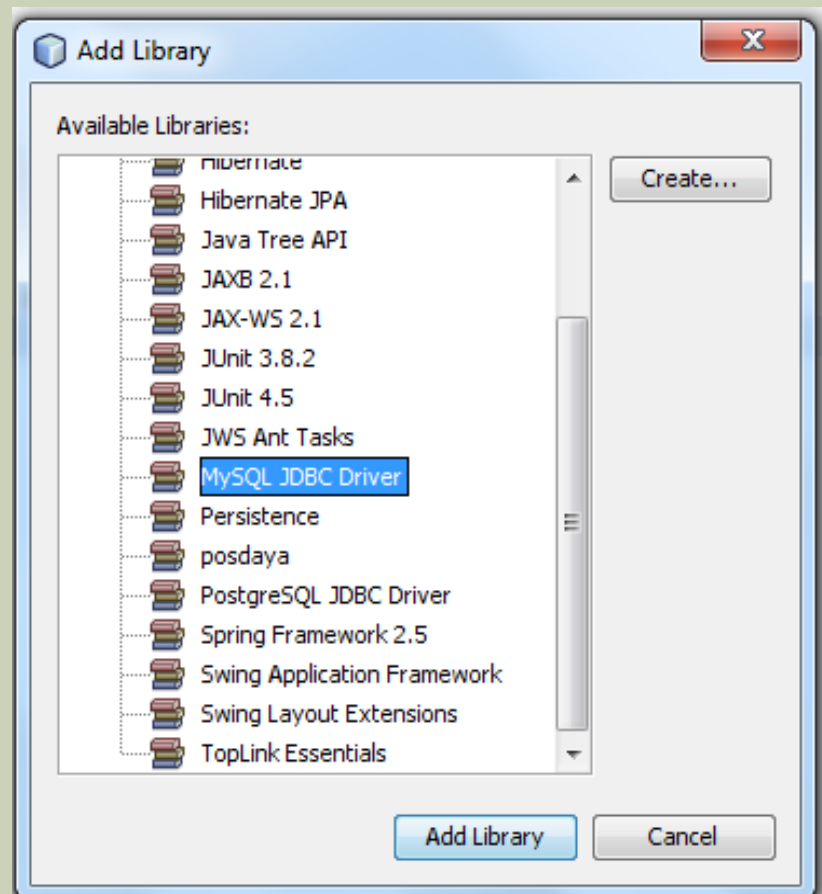 Add Library
Available Libraries:
Hibernate
Create...
Hibernate JPA
Java Tree API
JAXB 2.1
JAX-WS 2.1
JUnit 3.8.2
JUnit 4.5
JWS Ant Tasks
MySQL JDBC Driver
Persistence
posdaya
PostgreSQL JDBC Driver
Spring Framework 2.5
Swing Application Framework
Swing Layout Extensions
TopLink Essentials
Add Library
Cancel